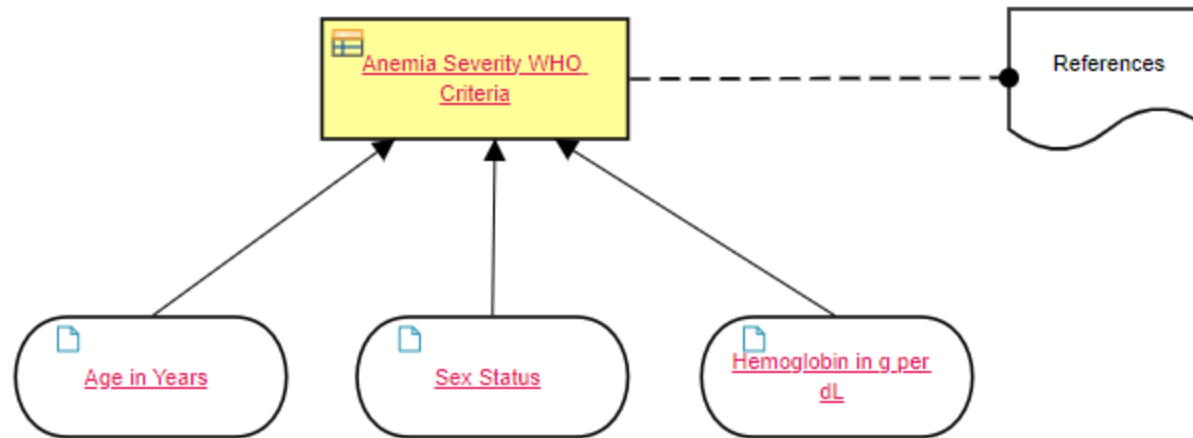 Anemia Severity WHO
Criteria
References
Age in Years
Sex Status
Hemoglobin in g per
dL